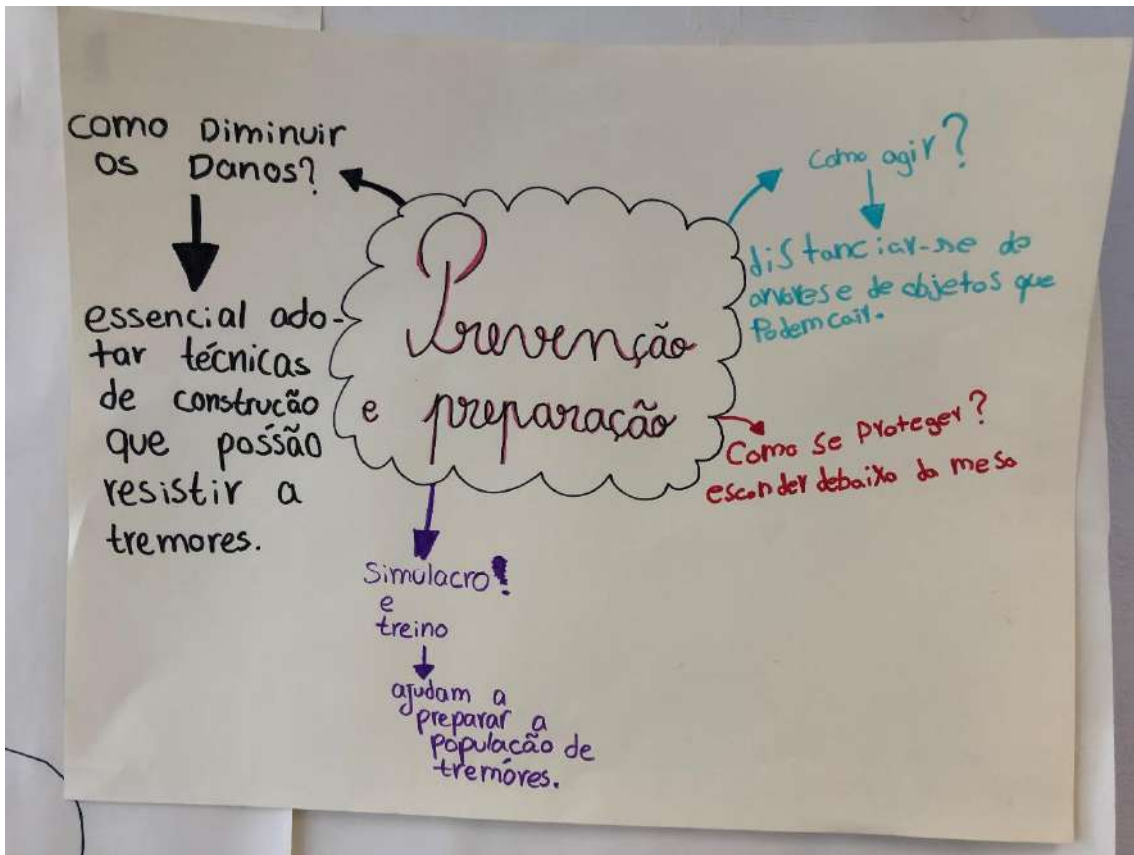 Prevenção
e preparação
como Diminuir
os Danos?
essencial ado-
tar técnicas
de construcão
que possão
resistir a
tremores.
Como agir?
distanciar-se de
arvores e de objetos que
Podem cair.
Como se proteger?
esconder debaixo da mesa
Simulacro!
e
treino
ajudam a
preparar a
população de
tremóres.